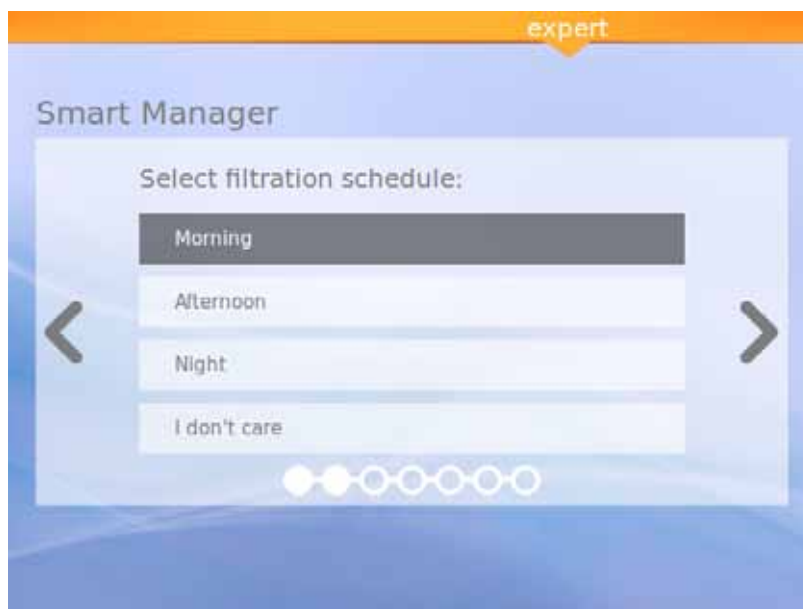 expert
Smart Manager
Select filtration schedule:
Morning
Afternoon
Night
I don't care